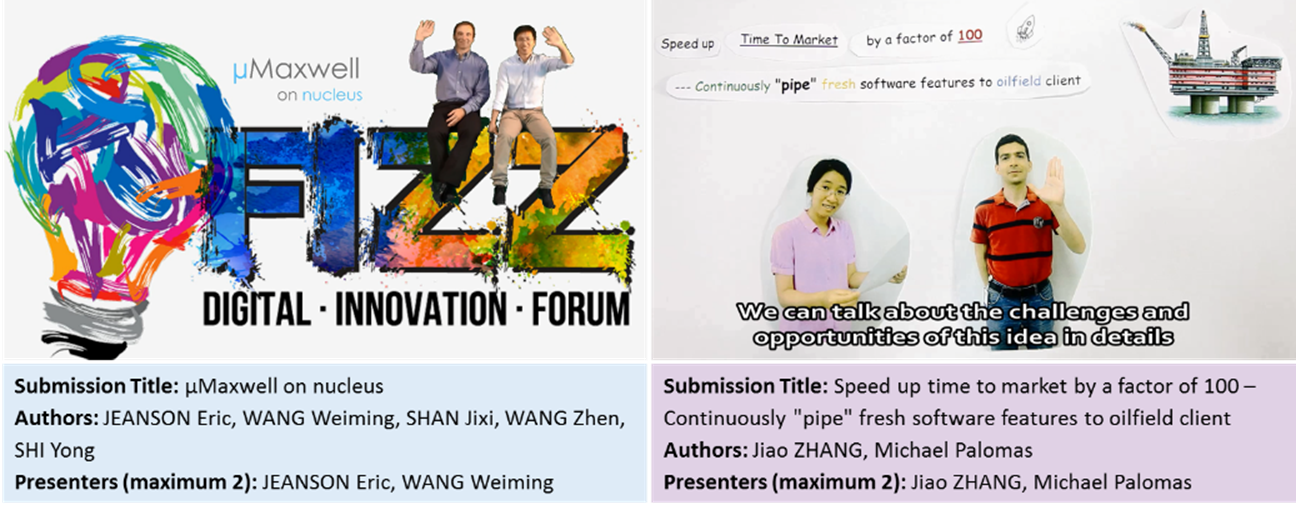 µMaxwell
on nucleus
FIZZ
DIGITAL · INNOVATION · FORUM
Submission Title: µMaxwell on nucleus
Authors: JEANSON Eric, WANG Weiming, SHAN Jixi, WANG Zhen,
SHI Yong
Presenters (maximum 2): JEANSON Eric, WANG Weiming
Speed up Time To Market by a factor of 100
--- Continuously "pipe" fresh software features to oilfield client
We can talk about the challenges and
opportunities of this idea in details
Submission Title: Speed up time to market by a factor of 100 –
Continuously "pipe" fresh software features to oilfield client
Authors: Jiao ZHANG, Michael Palomas
Presenters (maximum 2): Jiao ZHANG, Michael Palomas